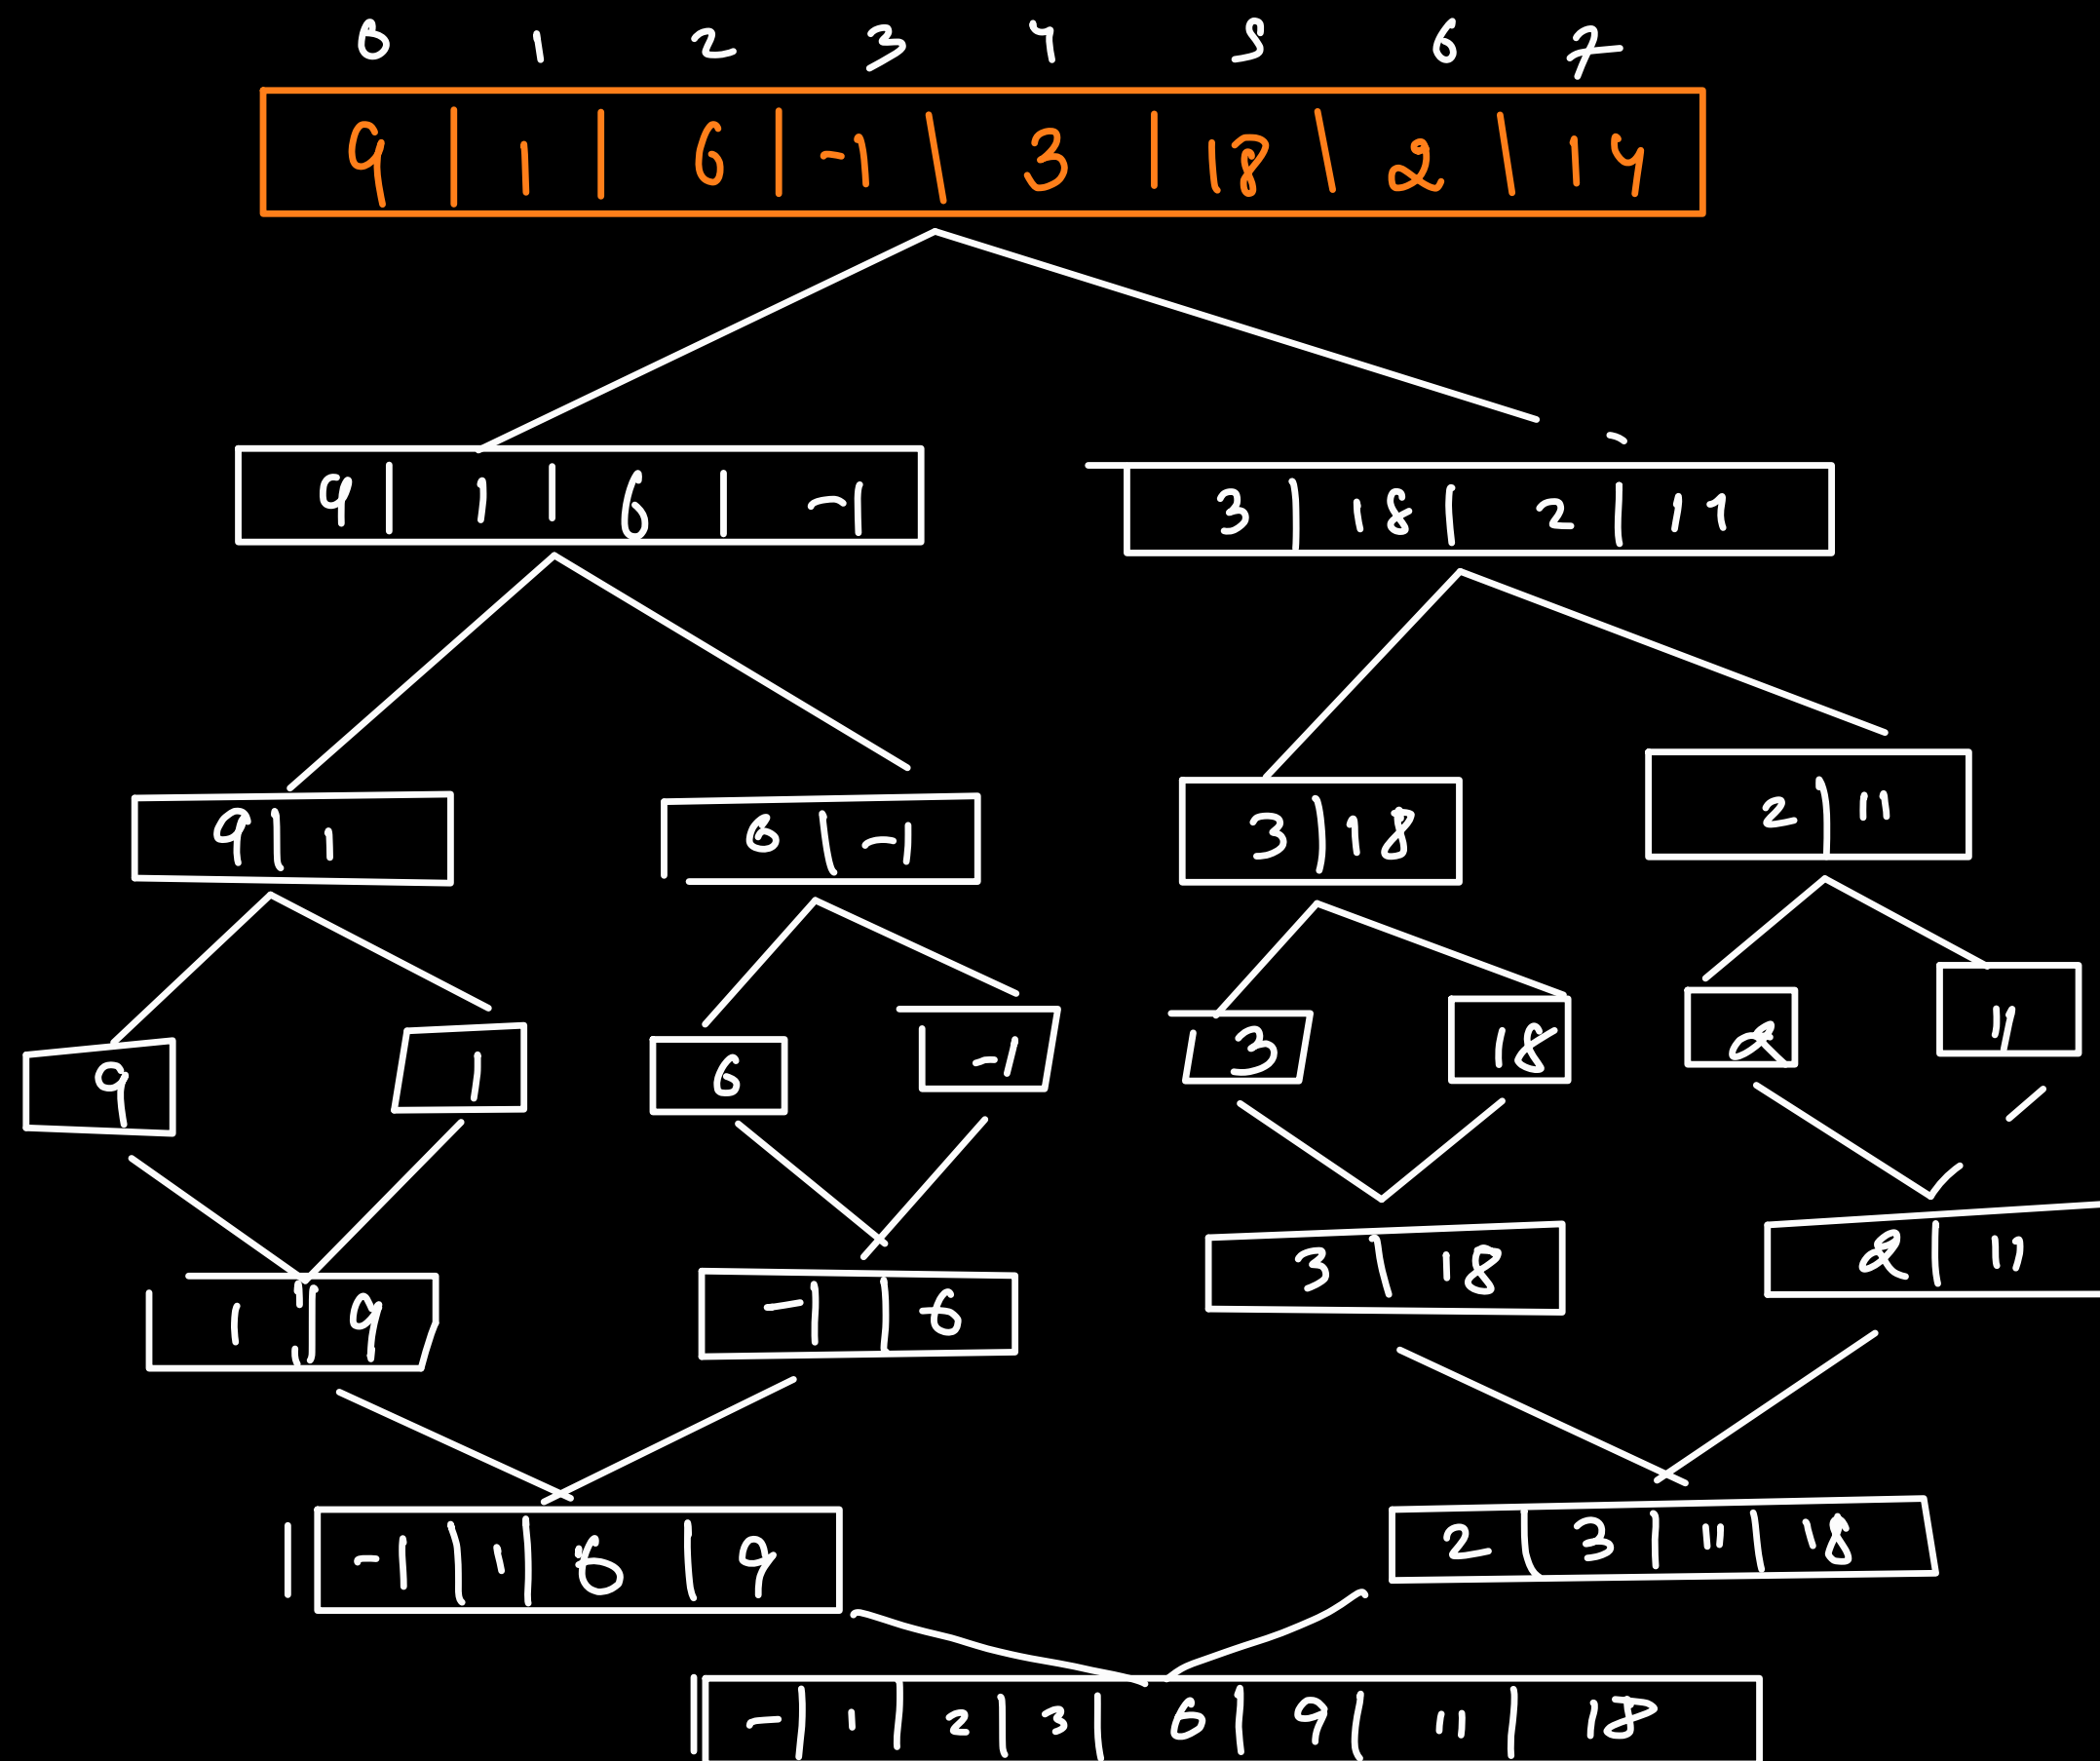 0 1 2 3 4 5 6 7
9 | 1 | 6 | -1 | 3 | 18 | 2 | 14
9 | 1 | 6 | -1
3 | 18 | 2 | 11
9 | 1
6 | -1
3 | 18
2 | 11
9
1
6
-1
3
18
2
11
1 | 9
-1 | 6
3 | 18
2 | 11
-1 | 1 | 6 | 9
2 | 3 | 11 | 18
-1 | 1 | 2 | 3 | 6 | 9 | 11 | 18